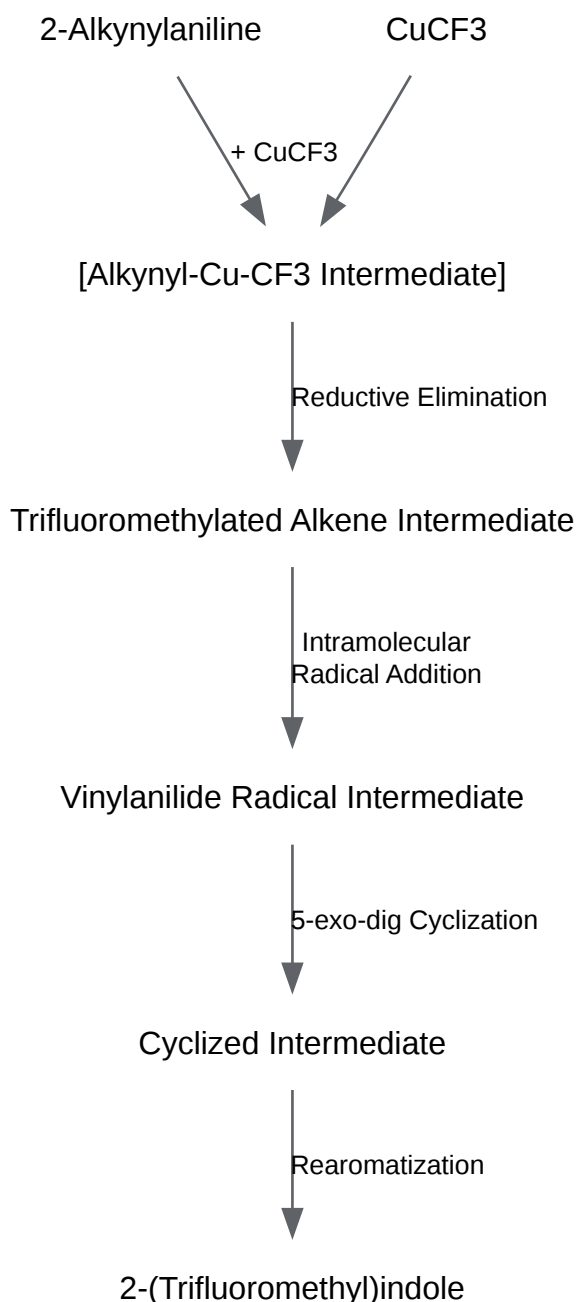 2-Alkynylaniline
CuCF3
+ CuCF3
[Alkynyl-Cu-CF3 Intermediate]
Reductive Elimination
Trifluoromethylated Alkene Intermediate
Intramolecular
Radical Addition
Vinylanilide Radical Intermediate
5-exo-dig Cyclization
Cyclized Intermediate
Rearomatization
2-(Trifluoromethyl)indole